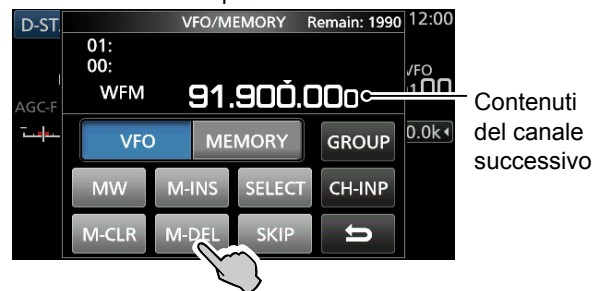 D-ST
VFO/MEMORY Remain: 1990 12:00
01:
00:
WFM 91.900.000
AGC-F
VFO
0.0k
VFO MEMORY GROUP
MW M-INS SELECT CH-INP
M-CLR M-DEL SKIP
Contenuti
del canale
successivo